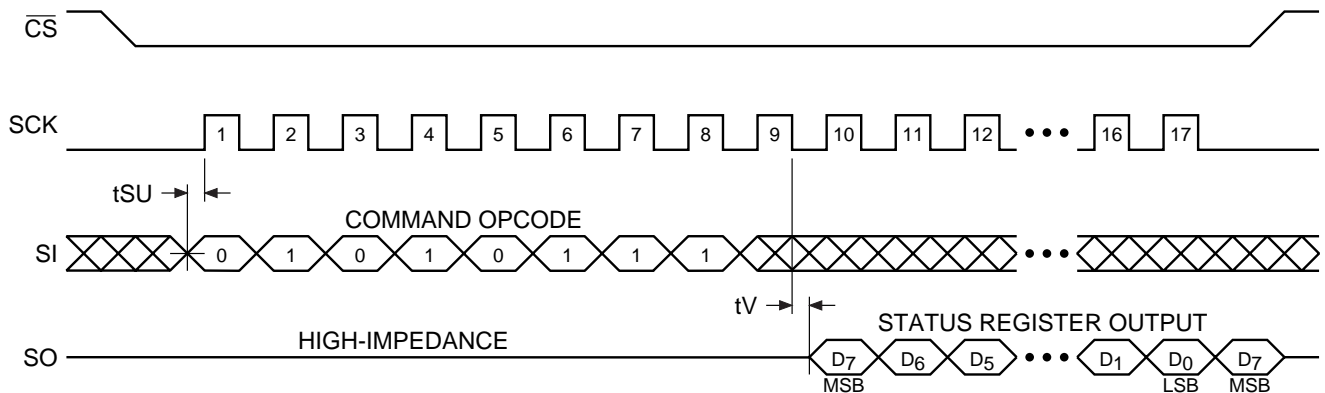 CS
SCK 1 2 3 4 5 6 7 8 9 10 11 12 ••• 16 17
tSU
COMMAND OPCODE
SI 0 1 0 1 0 1 1 1 •••
tV
HIGH-IMPEDANCE STATUS REGISTER OUTPUT
SO D7 D6 D5 ••• D1 D0 D7
MSB LSB MSB